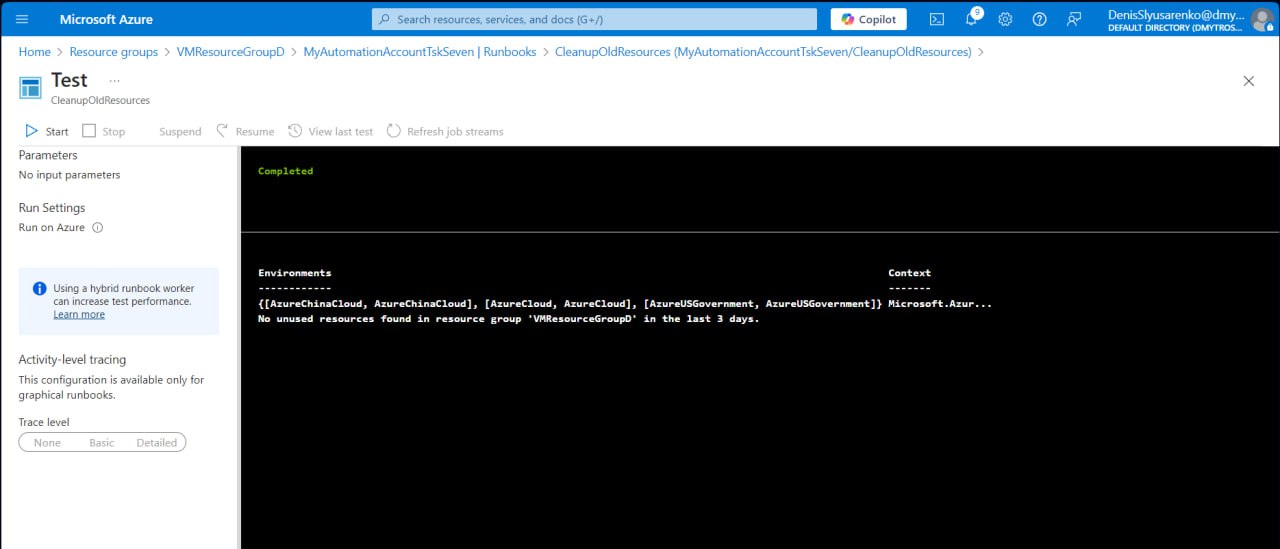 Microsoft Azure
Search resources, services, and docs (G+/)
Copilot
9
DenisSlyusarenko@dmy...
DEFAULT DIRECTORY (DMYTROS...
Home > Resource groups > VMResourceGroupD > MyAutomationAccountTskSeven | Runbooks > CleanupOldResources (MyAutomationAccountTskSeven/CleanupOldResources) >
Test ...
CleanupOldResources
Start Stop Suspend Resume View last test Refresh job streams
Parameters
No input parameters
Run Settings
Run on Azure
Using a hybrid runbook worker
can increase test performance.
Learn more
Activity-level tracing
This configuration is available only for
graphical runbooks.
Trace level
None Basic Detailed
Completed
Environments Context
------------ -------
{[AzureChinaCloud, AzureChinaCloud], [AzureCloud, AzureCloud], [AzureUSGovernment, AzureUSGovernment]} Microsoft.Azur...
No unused resources found in resource group 'VMResourceGroupD' in the last 3 days.